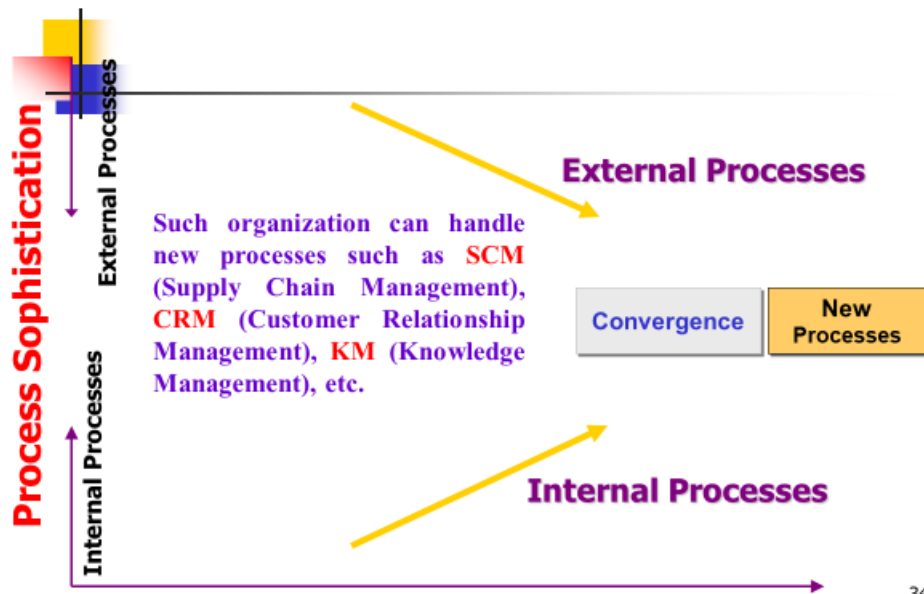 Process Sophistication
External Processes
Internal Processes
Such organization can handle
new processes such as SCM
(Supply Chain Management),
CRM (Customer Relationship
Management), KM (Knowledge
Management), etc.
External Processes
Convergence
New
Processes
Internal Processes